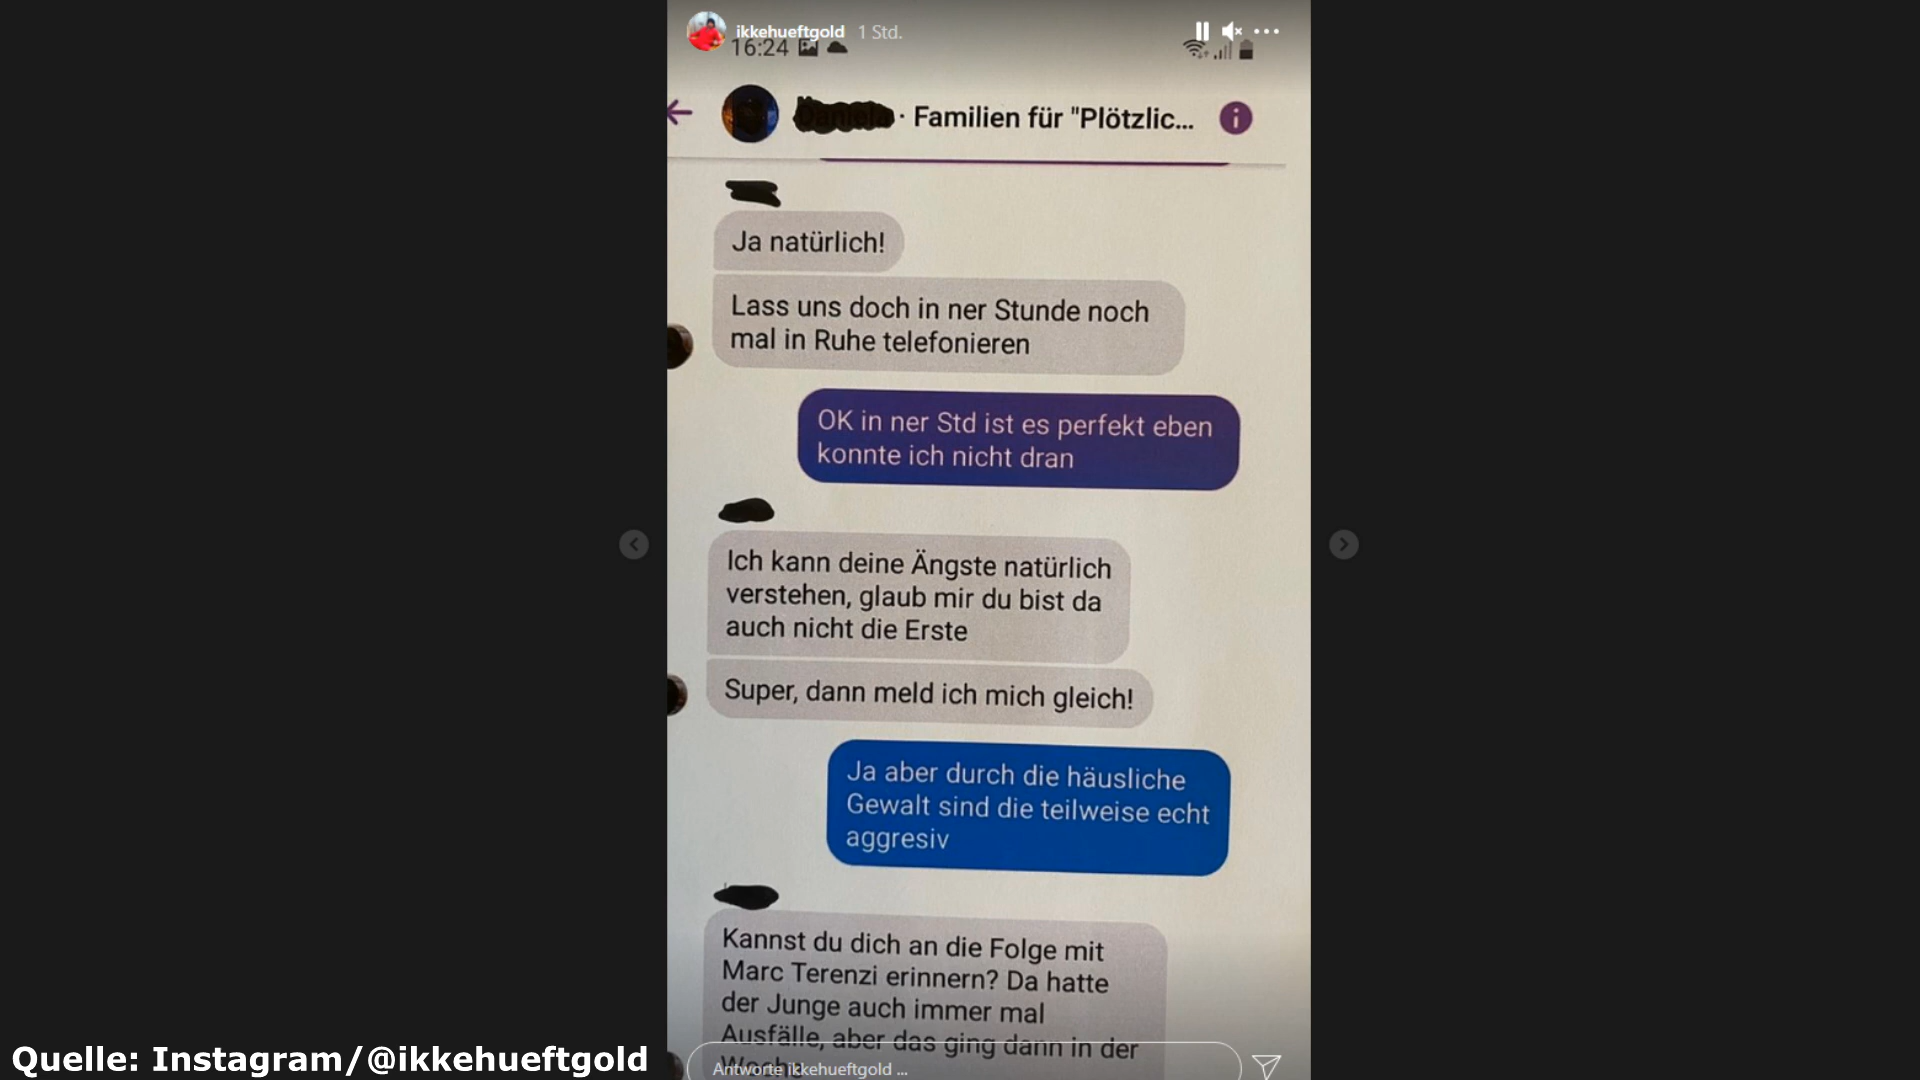 ikkehueftgold 1 Std.
16:24
· Familien für "Plötzlic...
Ja natürlich!
Lass uns doch in ner Stunde noch
mal in Ruhe telefonieren
OK in ner Std ist es perfekt eben
konnte ich nicht dran
Ich kann deine Ängste natürlich
verstehen, glaub mir du bist da
auch nicht die Erste
Super, dann meld ich mich gleich!
Ja aber durch die häusliche
Gewalt sind die teilweise echt
aggresiv
Kannst du dich an die Folge mit
Marc Terenzi erinnern? Da hatte
der Junge auch immer mal
Ausfälle, aber das ging dann in der
Antworte ikkehueftgold ...
Quelle: Instagram/@ikkehueftgold